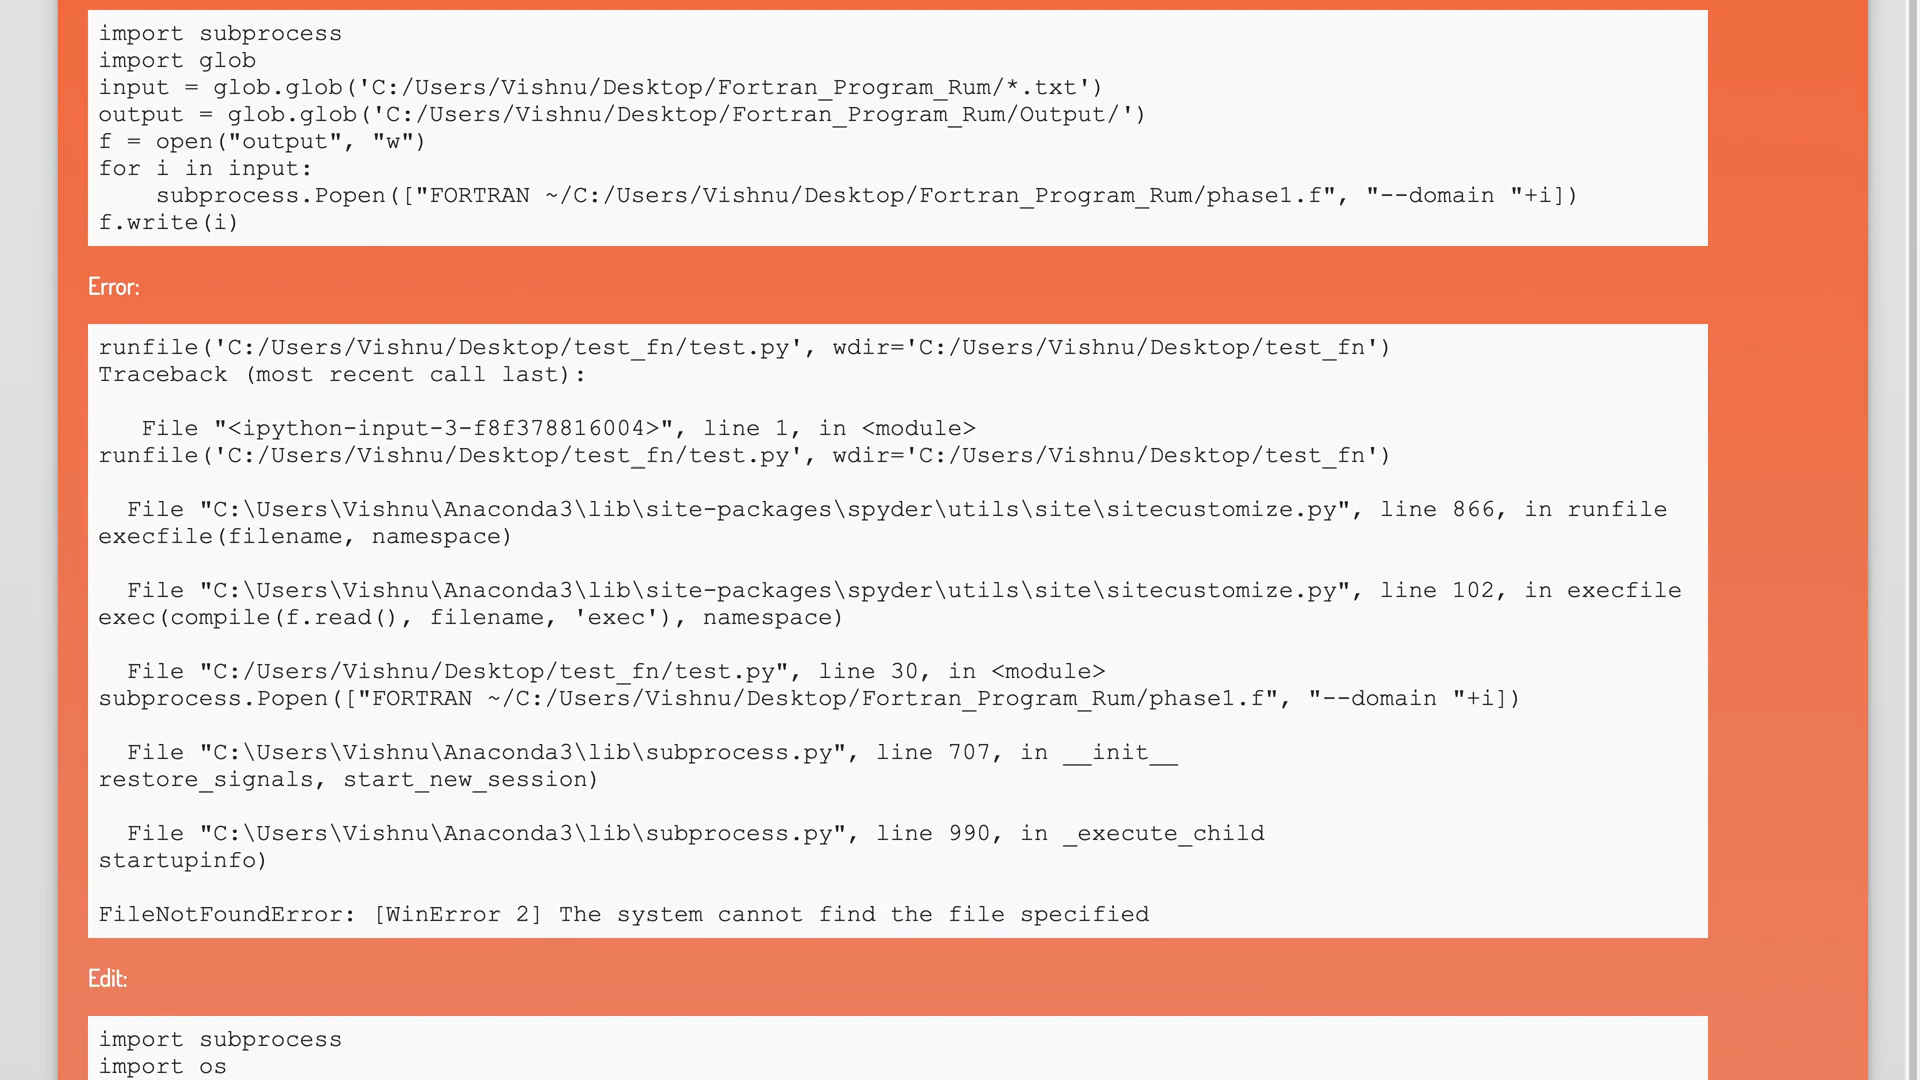 import subprocess
import glob
input = glob.glob('C:/Users/Vishnu/Desktop/Fortran_Program_Rum/*.txt')
output = glob.glob('C:/Users/Vishnu/Desktop/Fortran_Program_Rum/Output/')
f = open("output", "w")
for i in input:
    subprocess.Popen(["FORTRAN ~/C:/Users/Vishnu/Desktop/Fortran_Program_Rum/phase1.f", "--domain "+i])
f.write(i)
Error:
runfile('C:/Users/Vishnu/Desktop/test_fn/test.py', wdir='C:/Users/Vishnu/Desktop/test_fn')
Traceback (most recent call last):
   File "<ipython-input-3-f8f378816004>", line 1, in <module>
runfile('C:/Users/Vishnu/Desktop/test_fn/test.py', wdir='C:/Users/Vishnu/Desktop/test_fn')
  File "C:\Users\Vishnu\Anaconda3\lib\site-packages\spyder\utils\site\sitecustomize.py", line 866, in runfile
execfile(filename, namespace)
  File "C:\Users\Vishnu\Anaconda3\lib\site-packages\spyder\utils\site\sitecustomize.py", line 102, in execfile
exec(compile(f.read(), filename, 'exec'), namespace)
  File "C:/Users/Vishnu/Desktop/test_fn/test.py", line 30, in <module>
subprocess.Popen(["FORTRAN ~/C:/Users/Vishnu/Desktop/Fortran_Program_Rum/phase1.f", "--domain "+i])
  File "C:\Users\Vishnu\Anaconda3\lib\subprocess.py", line 707, in __init__
restore_signals, start_new_session)
  File "C:\Users\Vishnu\Anaconda3\lib\subprocess.py", line 990, in _execute_child
startupinfo)
FileNotFoundError: [WinError 2] The system cannot find the file specified
Edit:
import subprocess
import os